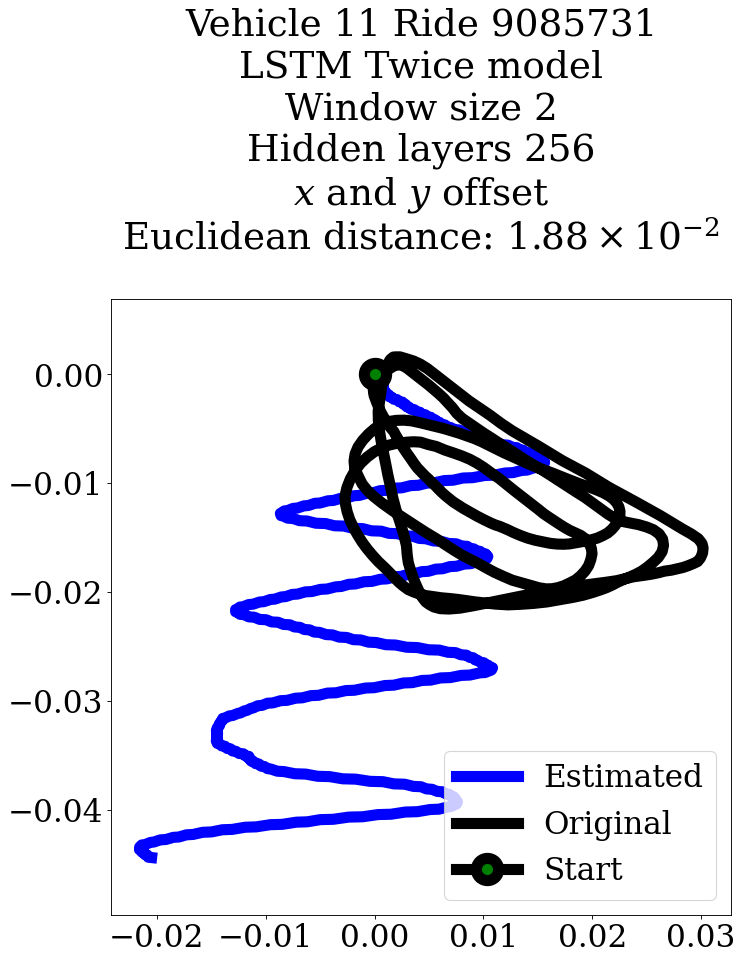 Vehicle 11 Ride 9085731
LSTM Twice model
Window size 2
Hidden layers 256
x and y offset
Euclidean distance: 1.88 × 10⁻²
0.00
−0.01
−0.02
−0.03
−0.04
Estimated
Original
Start
−0.02 −0.01 0.00 0.01 0.02 0.03